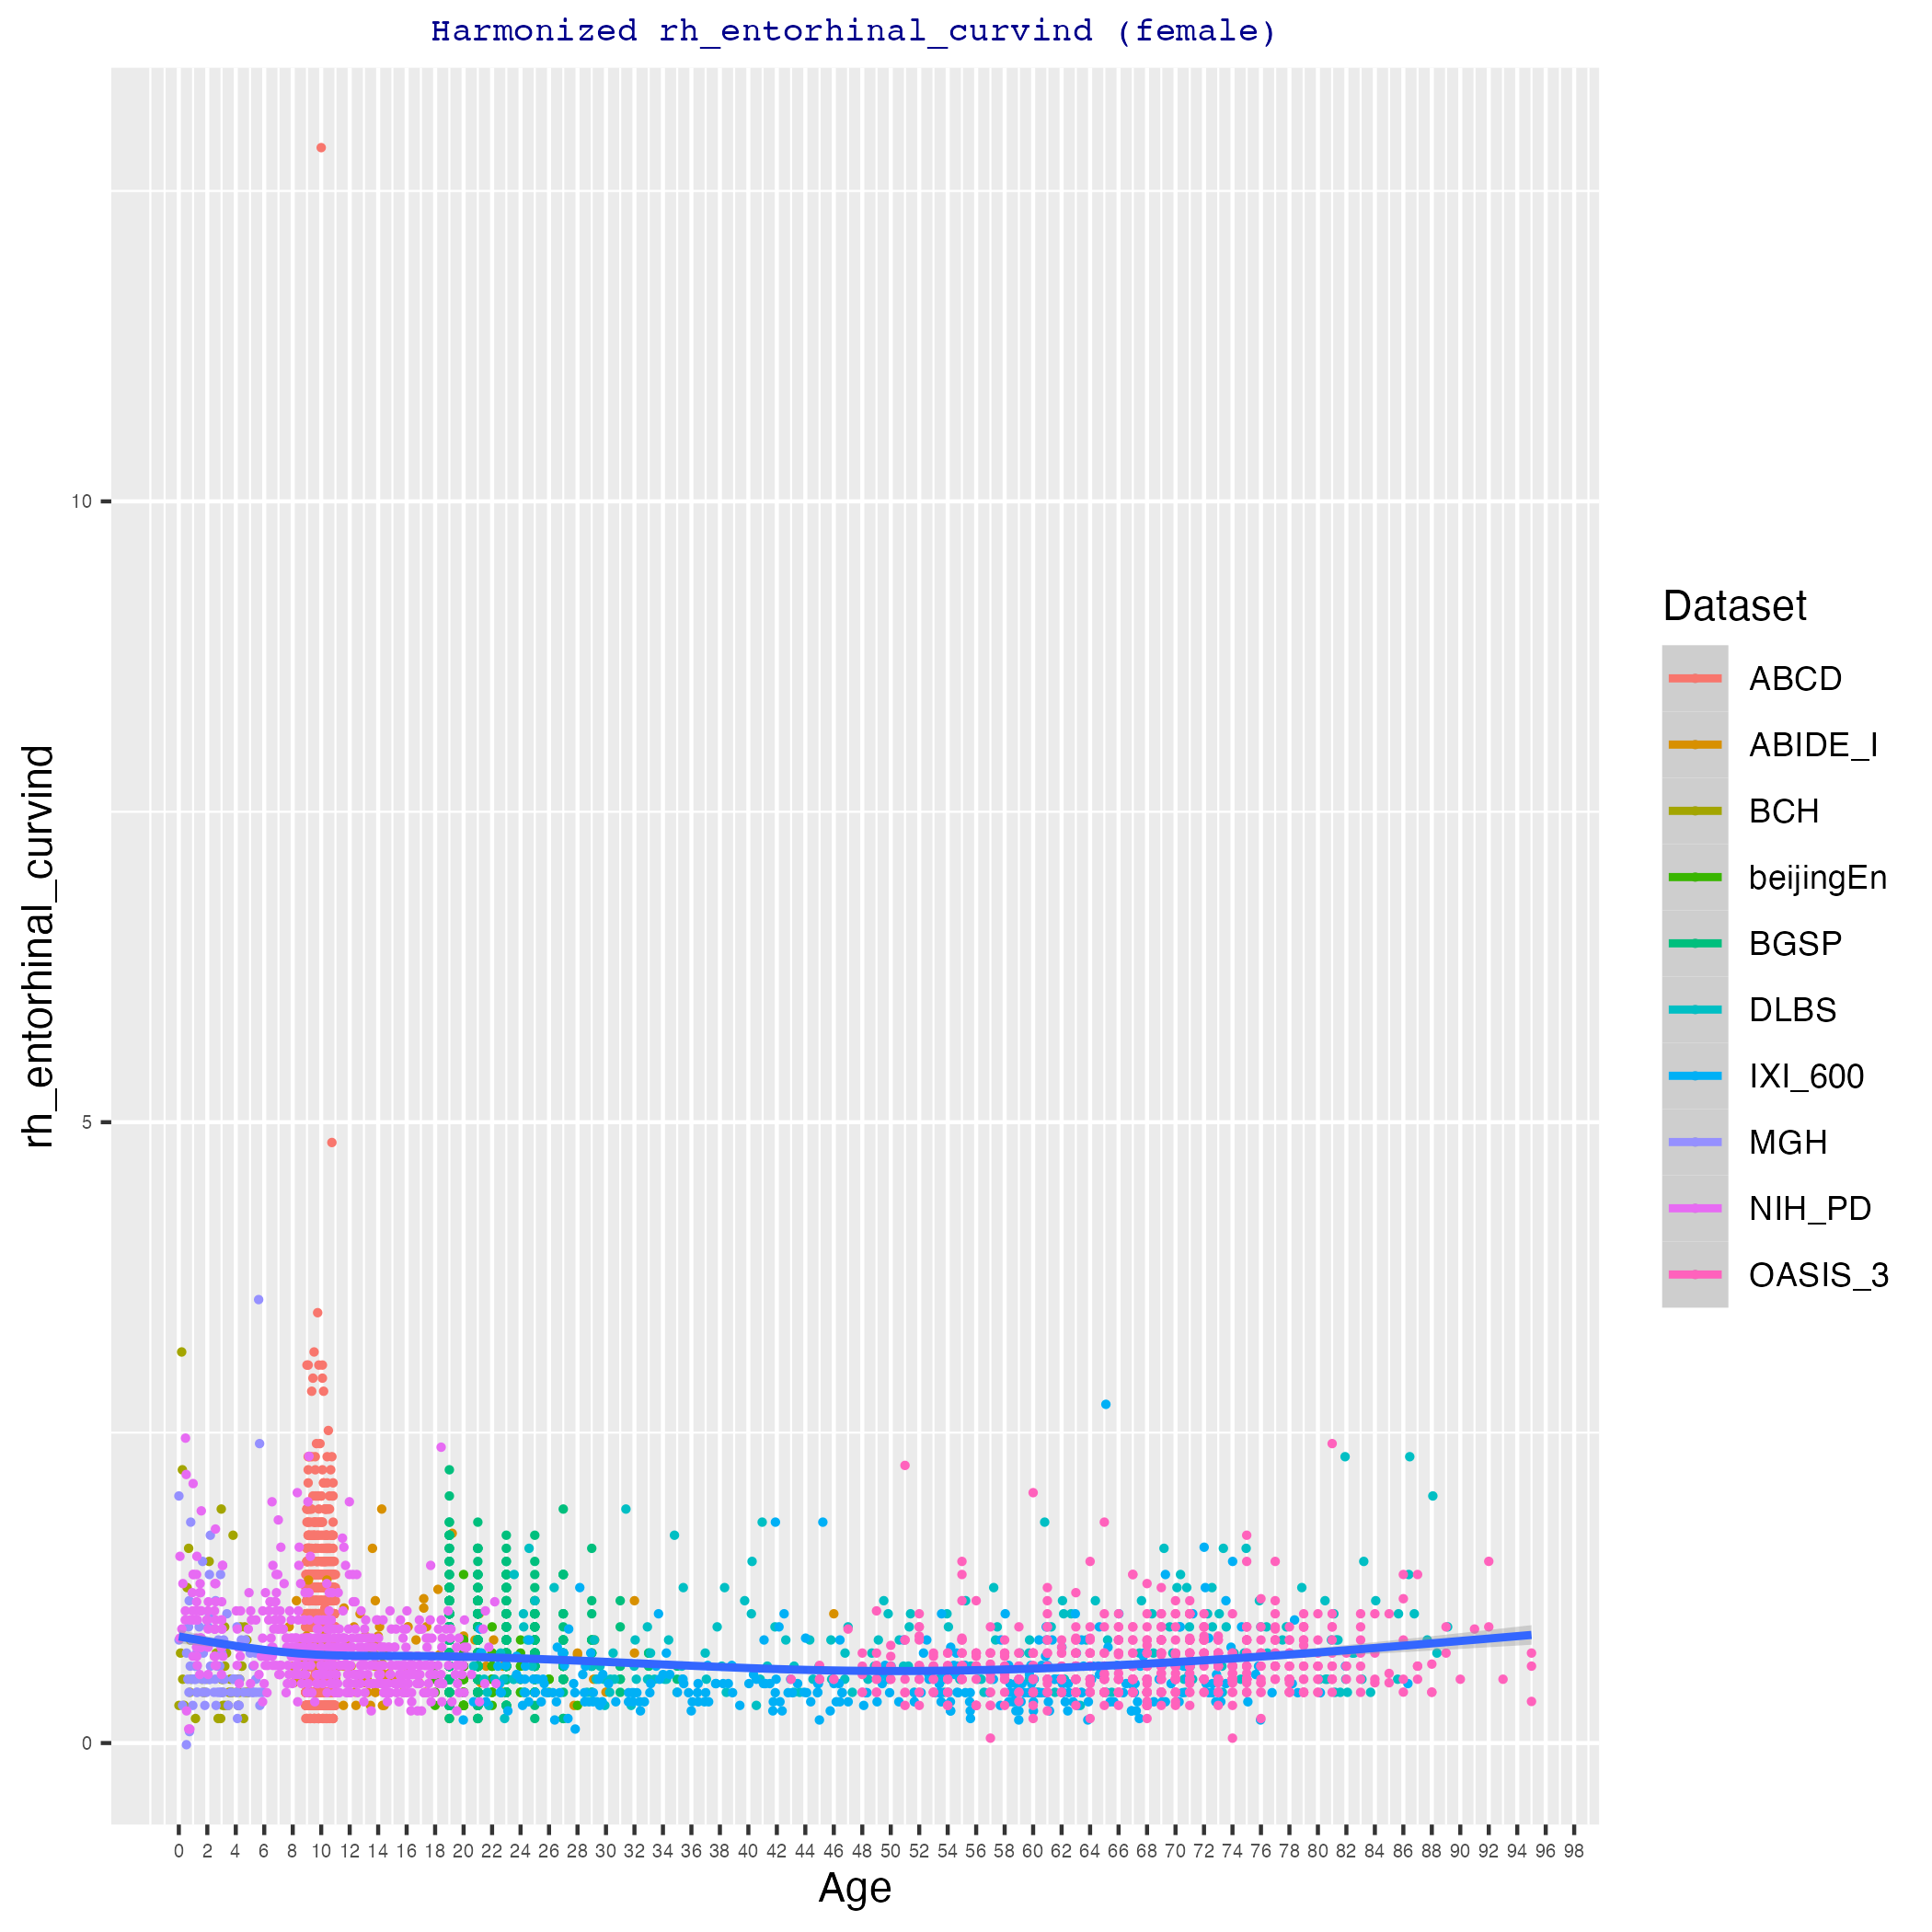 Harmonized rh_entorhinal_curvind (female)
rh_entorhinal_curvind
10
5
0
0 2 4 6 8 10 12 14 16 18 20 22 24 26 28 30 32 34 36 38 40 42 44 46 48 50 52 54 56 58 60 62 64 66 68 70 72 74 76 78 80 82 84 86 88 90 92 94 96 98
Age
Dataset
ABCD
ABIDE_I
BCH
beijingEn
BGSP
DLBS
IXI_600
MGH
NIH_PD
OASIS_3